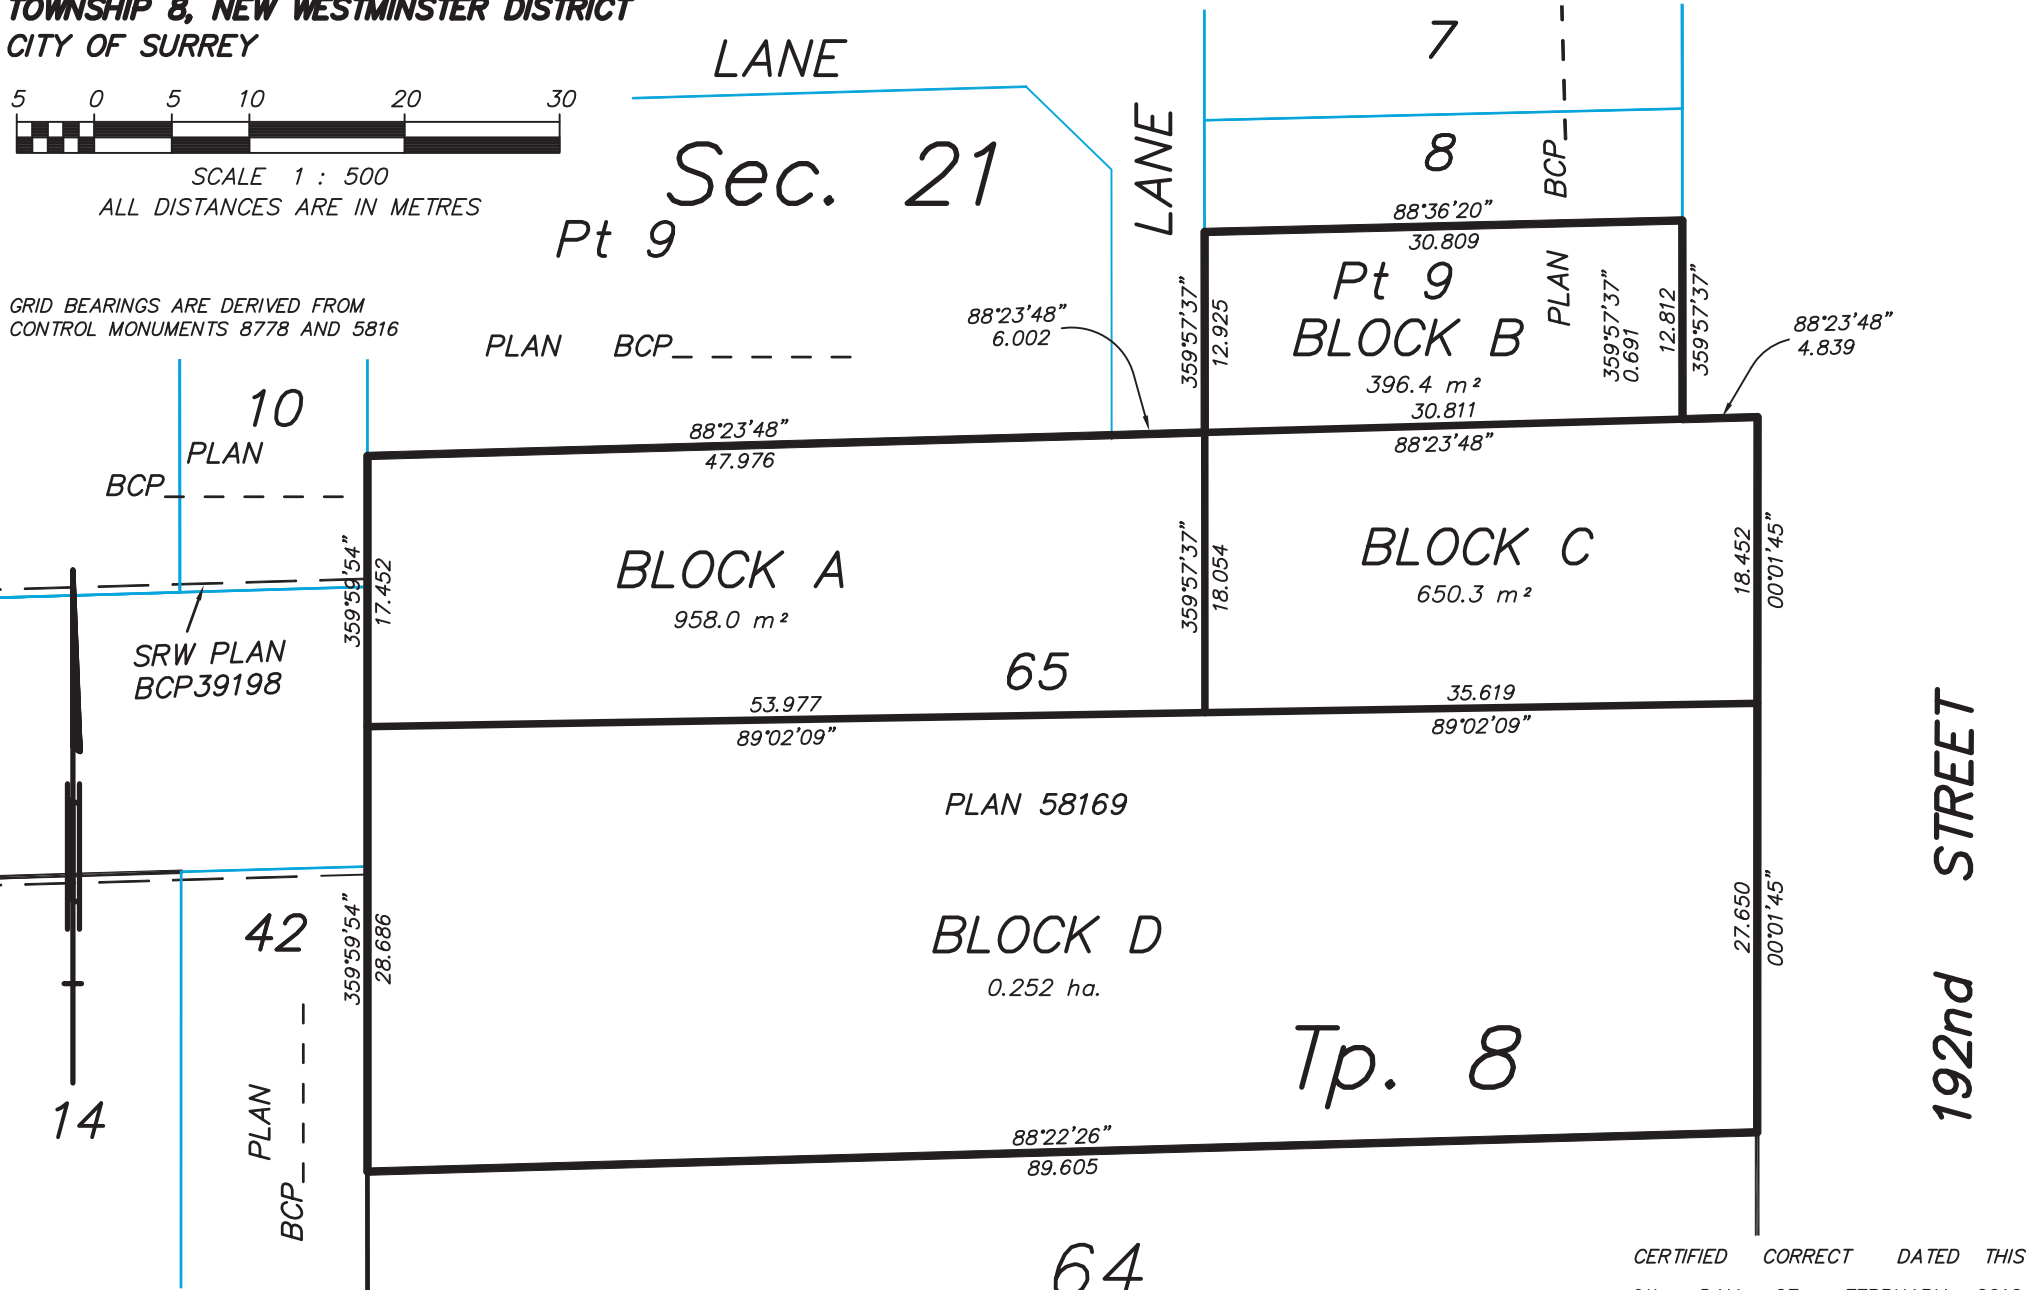 TOWNSHIP 8, NEW WESTMINSTER DISTRICT
CITY OF SURREY
5 0 5 10 20 30
SCALE 1 : 500
ALL DISTANCES ARE IN METRES
GRID BEARINGS ARE DERIVED FROM
CONTROL MONUMENTS 8778 AND 5816
LANE
Sec. 21
Pt 9
PLAN BCP_ _ _ _ _
LANE
7
8
PLAN BCP_ _ _ _
88°36'20"
30.809
Pt 9
BLOCK B
396.4 m²
30.811
88°23'48"
359°57'37"
12.925
359°57'37"
0.691
12.812
359°57'37"
88°23'48"
6.002
88°23'48"
4.839
10
PLAN
BCP_ _ _ _ _
88°23'48"
47.976
359°59'54"
17.452
BLOCK A
958.0 m²
65
53.977
89°02'09"
359°57'37"
18.054
BLOCK C
650.3 m²
18.452
00°01'45"
35.619
89°02'09"
SRW PLAN
BCP39198
PLAN 58169
42
359°59'54"
28.686
BLOCK D
0.252 ha.
27.650
00°01'45"
Tp. 8
88°22'26"
89.605
14
PLAN
BCP_ _ _ _ _
192nd STREET
64
CERTIFIED CORRECT DATED THIS